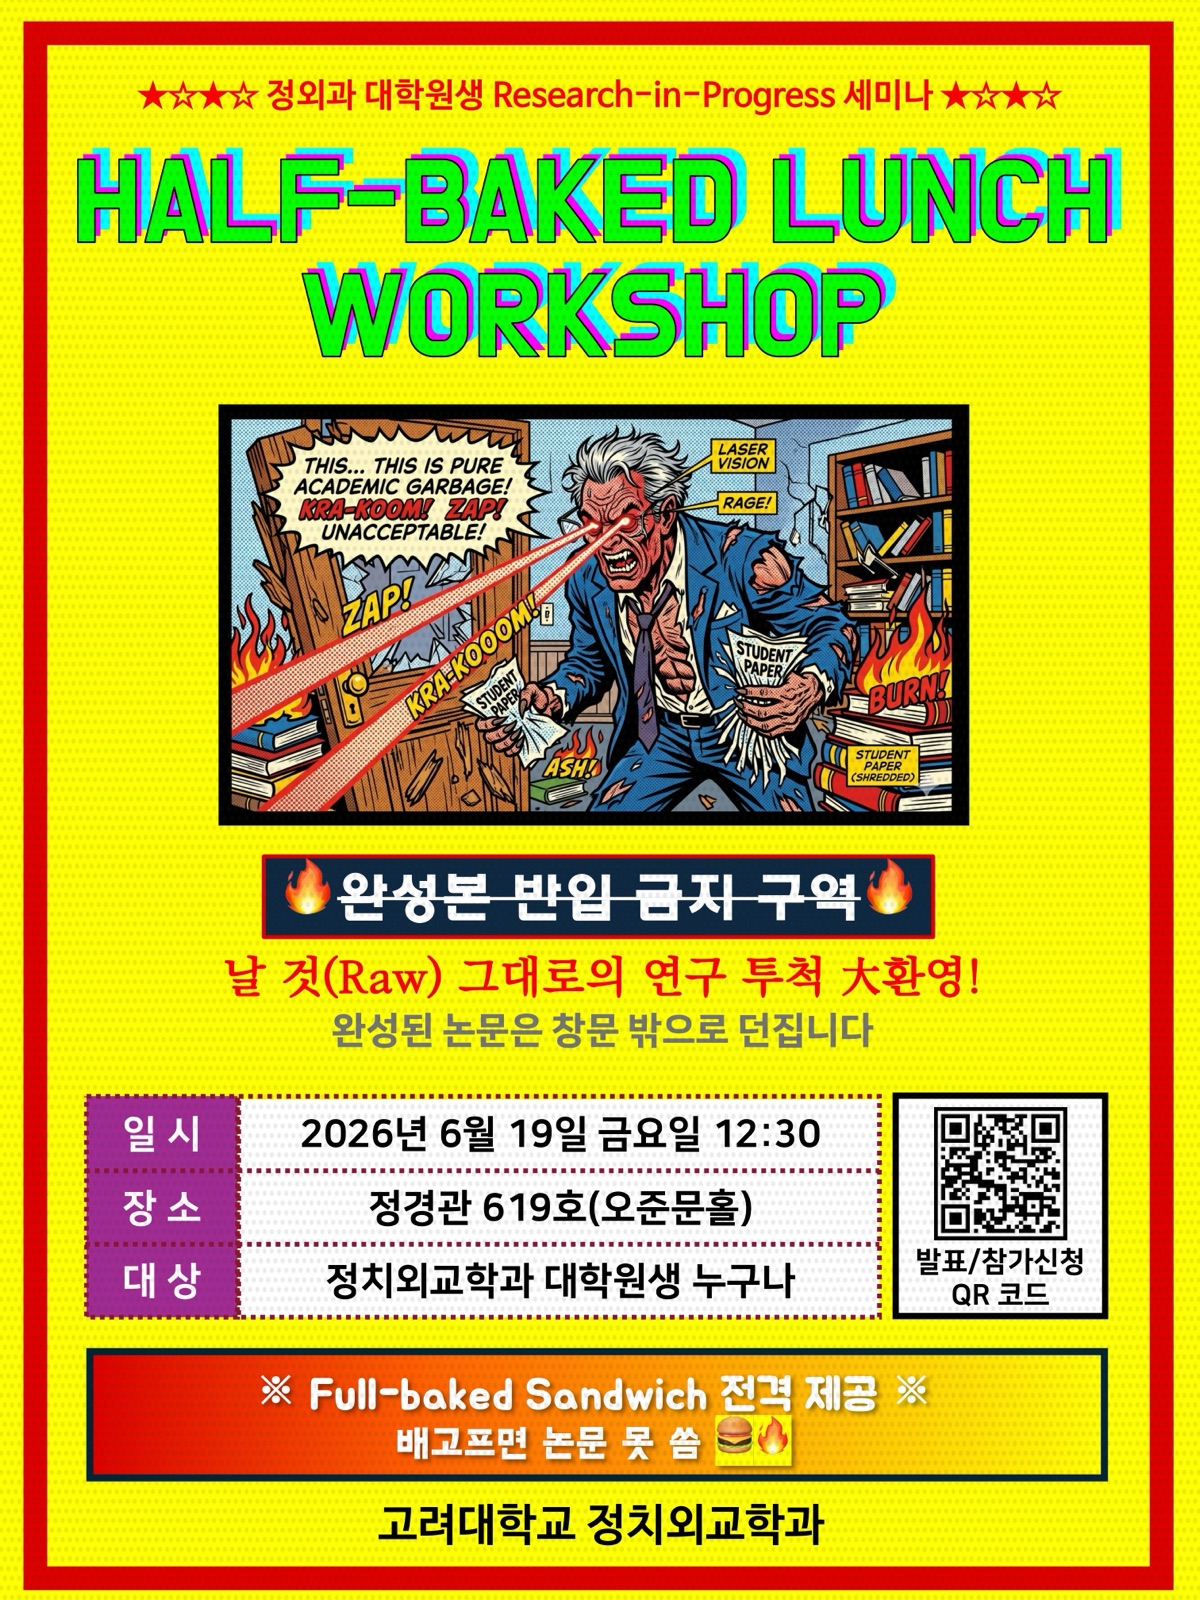 ★☆★☆ 정외과 대학원생 Research-in-Progress 세미나 ★☆★☆
HALF-BAKED LUNCH
WORKSHOP
THIS... THIS IS PURE
ACADEMIC GARBAGE!
KRA-KOOM! ZAP!
UNACCEPTABLE!
LASER
VISION
RAGE!
ZAP!
KRA-KOOOM!
STUDENT
PAPER
STUDENT
PAPER
ASH!
BURN!
STUDENT
PAPER
(SHREDDED)
🔥완성본 반입 금지 구역🔥
날 것(Raw) 그대로의 연구 투척 大환영!
완성된 논문은 창문 밖으로 던집니다
일 시 2026년 6월 19일 금요일 12:30
장 소 정경관 619호(오준문홀)
대 상 정치외교학과 대학원생 누구나
발표/참가신청
QR 코드
※ Full-baked Sandwich 전격 제공 ※
배고프면 논문 못 씀 🍔🔥
고려대학교 정치외교학과